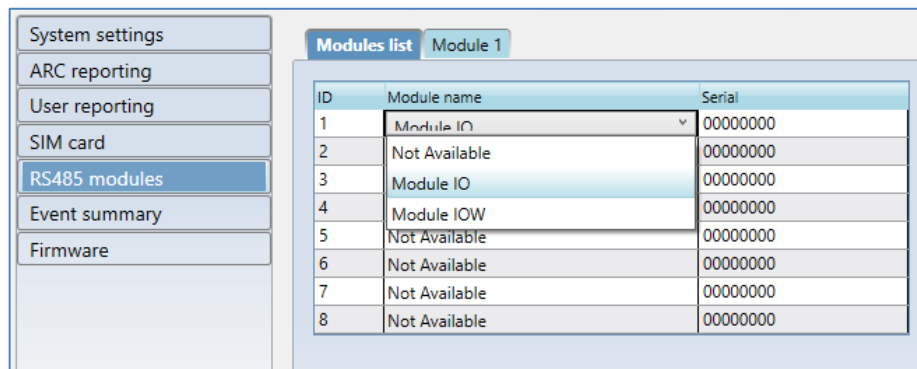 System settings
ARC reporting
User reporting
SIM card
RS485 modules
Event summary
Firmware
Modules list Module 1
ID Module name Serial
1 Module IO 00000000
2 00000000
3 00000000
4 00000000
Not Available
Module IO
Module IOW
5 Not Available 00000000
6 Not Available 00000000
7 Not Available 00000000
8 Not Available 00000000